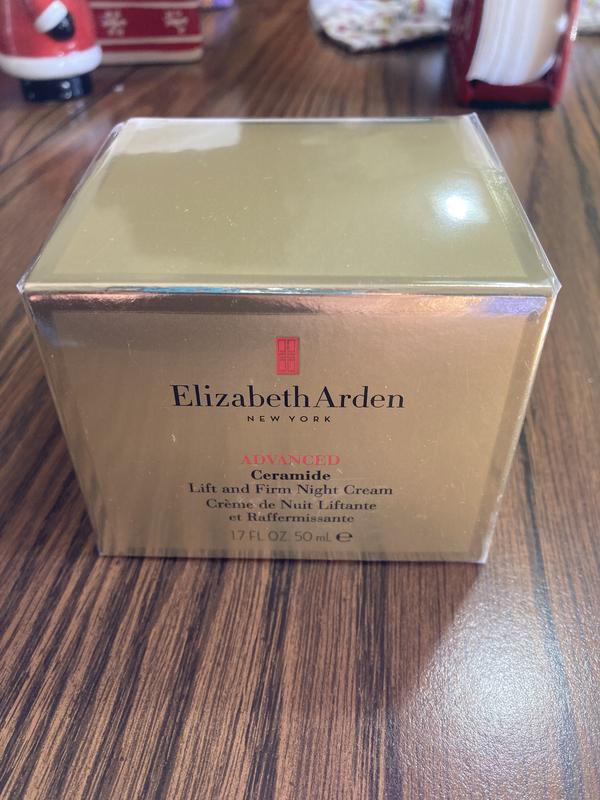 Elizabeth Arden
NEW YORK
ADVANCED
Ceramide
Lift and Firm Night Cream
Crème de Nuit Liftante
et Raffermissante
1.7 FL. OZ. 50 mL ℮